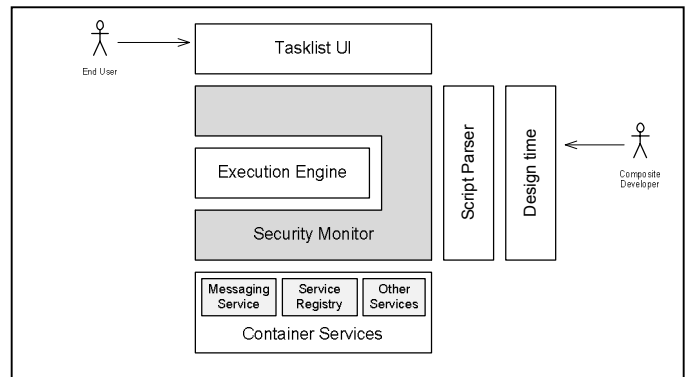 Tasklist UI
End User
Execution Engine
Security Monitor
Script Parser
Design time
Composite
Developer
Messaging
Service
Service
Registry
Other
Services
Container Services